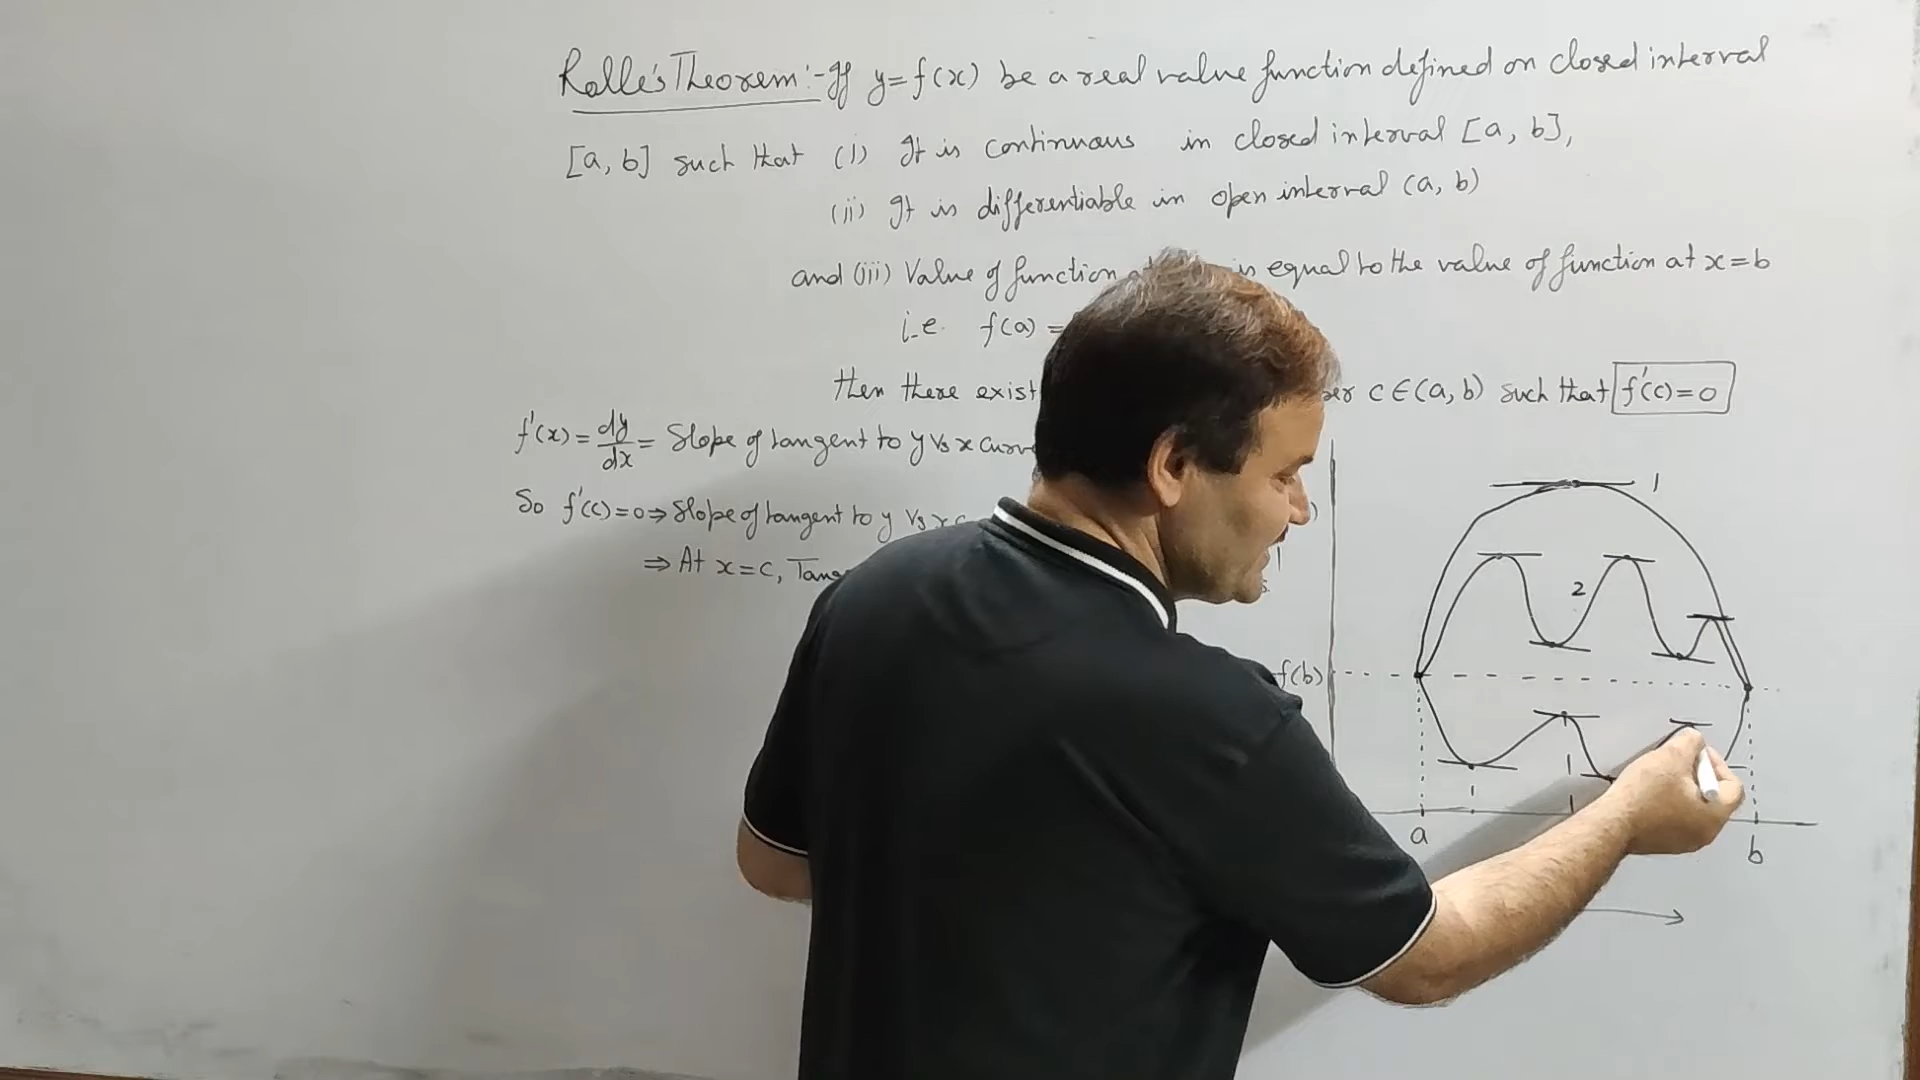 Rolle's Theorem:- If y=f(x) be a real value function defined on closed interval
[a, b] such that (i) It is continuous in closed interval [a, b],
(ii) It is differentiable in open interval (a, b)
and (iii) Value of function is equal to the value of function at x=b
i.e. f(a) =
then there exist c ∈ (a, b) such that f'(c)=0
f'(x) = dy/dx = Slope of tangent to y vs x curve
So f'(c)=0 ⇒ Slope of tangent to y vs x
⇒ At x=c,
1
2
f(b)
a
b